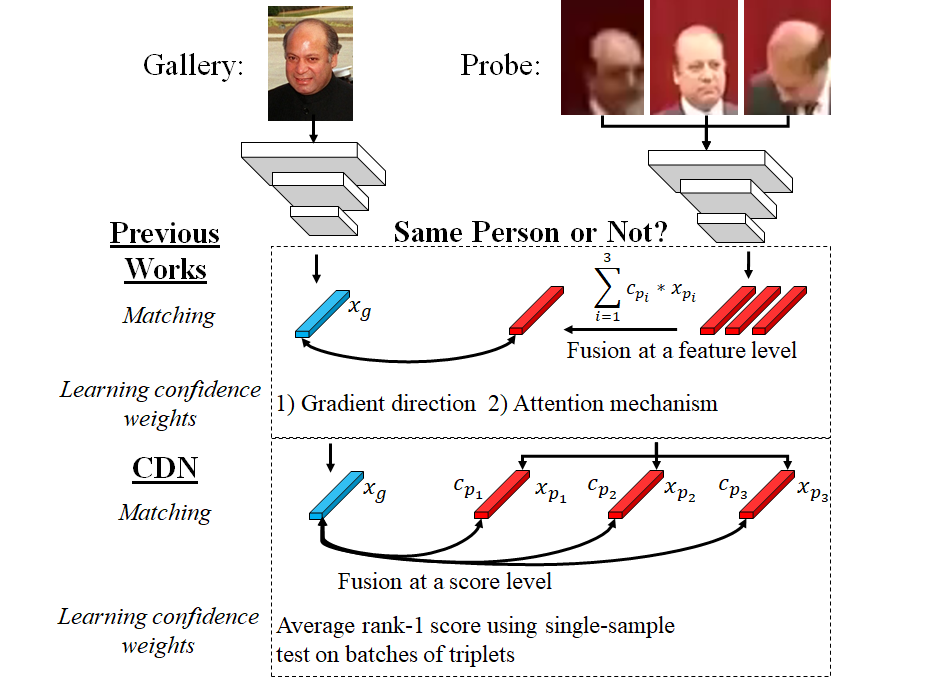 Gallery:
Probe:
Previous
Works
Same Person or Not?
Matching
x_g
\sum_{i=1}^{3} c_{p_i} * x_{p_i}
Fusion at a feature level
Learning confidence
weights
1) Gradient direction 2) Attention mechanism
CDN
Matching
x_g
c_{p_1} x_{p_1} c_{p_2} x_{p_2} c_{p_3} x_{p_3}
Fusion at a score level
Learning confidence
weights
Average rank-1 score using single-sample
test on batches of triplets